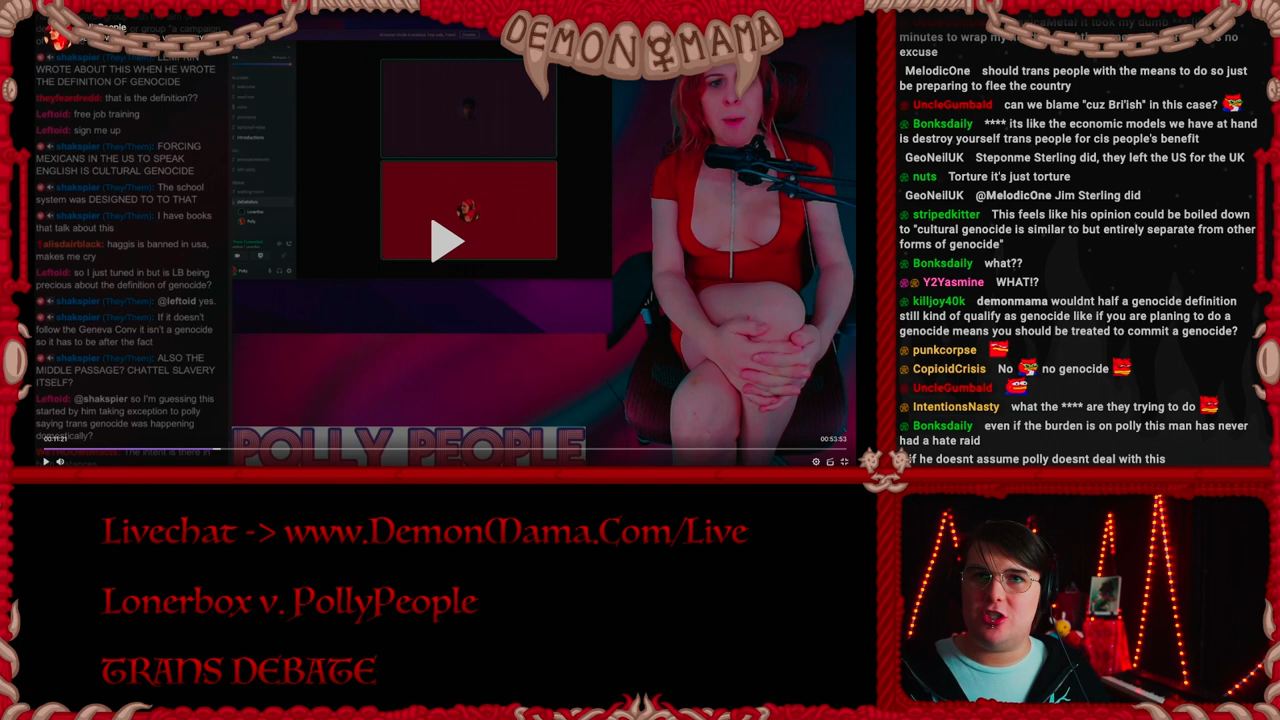 DEMON MAMA
WROTE ABOUT THIS WHEN HE WROTE
THE DEFINITION OF GENOCIDE
theyfeardredd: that is the definition??
Leftoid: free job training
Leftoid: sign me up
shakspier (They/Them): FORCING
MEXICANS IN THE US TO SPEAK
ENGLISH IS CULTURAL GENOCIDE
shakspier (They/Them): The school
system was DESIGNED TO TO THAT
shakspier (They/Them): I have books
that talk about this
alisdairblack: haggis is banned in usa,
makes me cry
Leftoid: so I just tuned in but is LB being
precious about the definition of genocide?
shakspier (They/Them): @leftoid yes.
shakspier (They/Them): If it doesn't
follow the Geneva Conv it isn't a genocide
so it has to be after the fact
shakspier (They/Them): ALSO THE
MIDDLE PASSAGE? CHATTEL SLAVERY
ITSELF?
Leftoid: @shakspier so I'm guessing this
started by him taking exception to polly
saying trans genocide was happening
00:11:21
00:53:53
POLLY PEOPLE
minutes to wrap my
excuse
MelodicOne should trans people with the means to do so just
be preparing to flee the country
UncleGumbald can we blame "cuz Bri'ish" in this case?
Bonksdaily **** its like the economic models we have at hand
is destroy yourself trans people for cis people's benefit
GeoNeilUK Steponme Sterling did, they left the US for the UK
nuts Torture it's just torture
GeoNeilUK @MelodicOne Jim Sterling did
stripedkitter This feels like his opinion could be boiled down
to "cultural genocide is similar to but entirely separate from other
forms of genocide"
Bonksdaily what??
Y2Yasmine WHAT!?
killjoy40k demonmama wouldnt half a genocide definition
still kind of qualify as genocide like if you are planing to do a
genocide means you should be treated to commit a genocide?
punkcorpse
CopioidCrisis No no genocide
UncleGumbald
IntentionsNasty what the **** are they trying to do
Bonksdaily even if the burden is on polly this man has never
had a hate raid
if he doesnt assume polly doesnt deal with this
Livechat -> www.DemonMama.Com/Live
Lonerbox v. PollyPeople
TRANS DEBATE